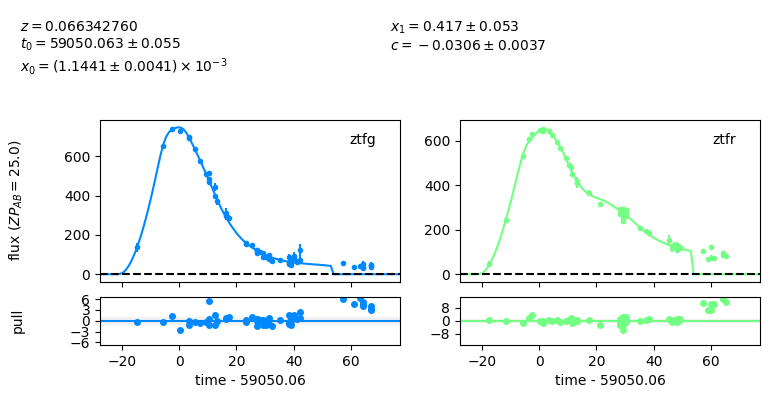 z = 0.066342760
t₀ = 59050.063 ± 0.055
x₀ = (1.1441 ± 0.0041) × 10⁻³
x₁ = 0.417 ± 0.053
c = −0.0306 ± 0.0037
flux (ZP_AB = 25.0)
600
400
200
0
ztfg
600
400
200
0
ztfr
pull
6
3
0
−3
−6
8
0
−8
−20 0 20 40 60
time - 59050.06
−20 0 20 40 60
time - 59050.06